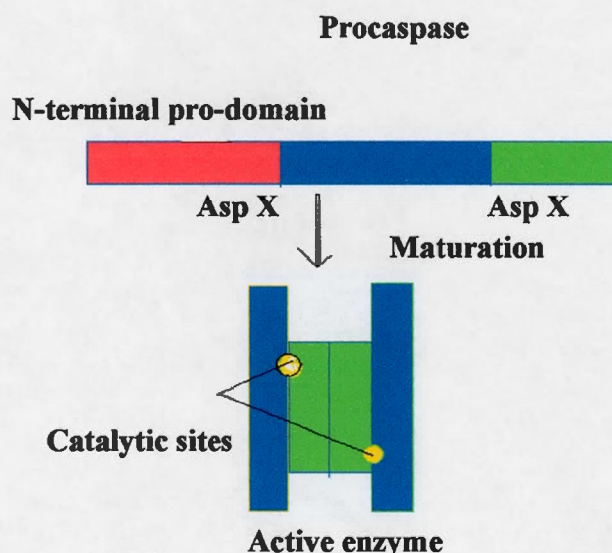 Procaspase
N-terminal pro-domain
Asp X Asp X
Maturation
Catalytic sites
Active enzyme